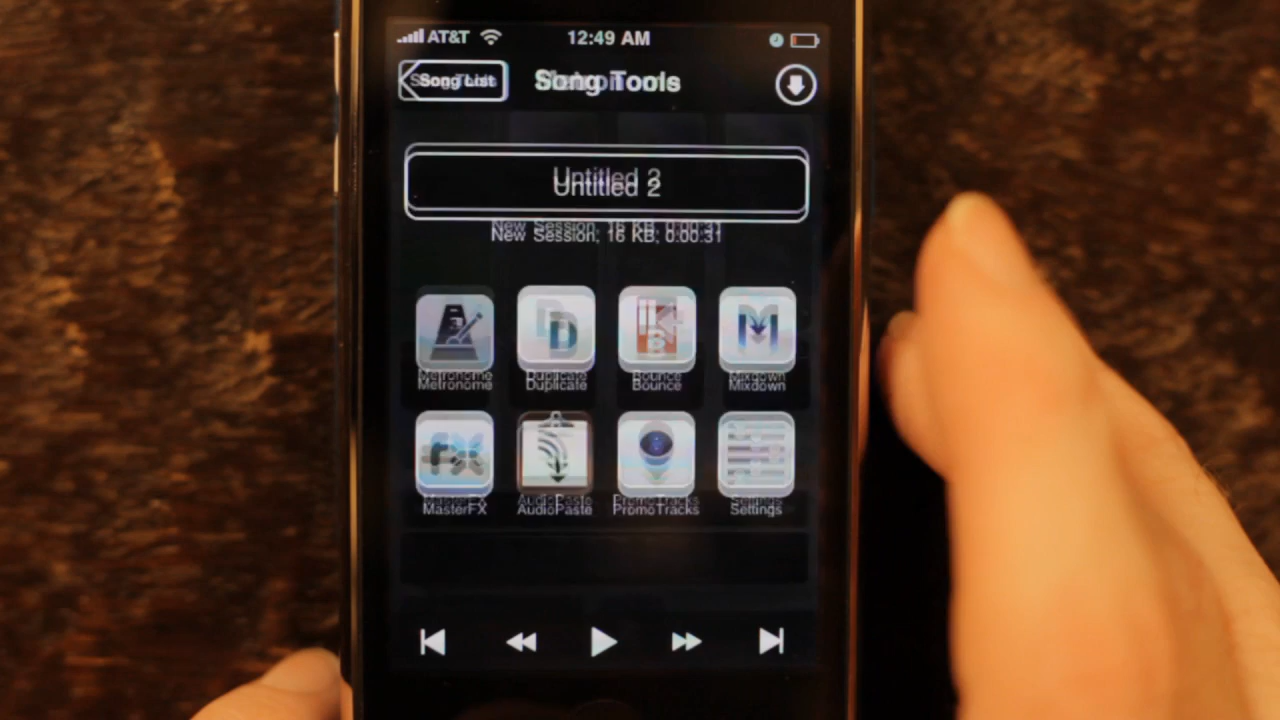 AT&T 12:49 AM
Song List Song Tools
Untitled 2
New Session, 16 KB, 0:00:31
Metronome Duplicate Bounce Mixdown
MasterFX AudioPaste PromoTracks Settings